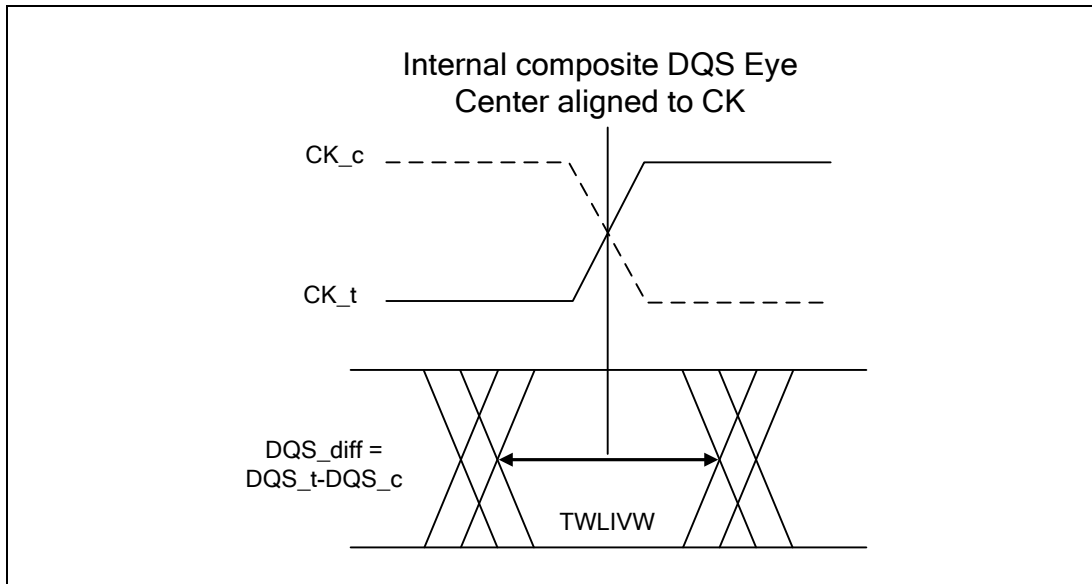 Internal composite DQS Eye
Center aligned to CK
CK_c
CK_t
DQS_diff =
DQS_t-DQS_c
TWLIVW